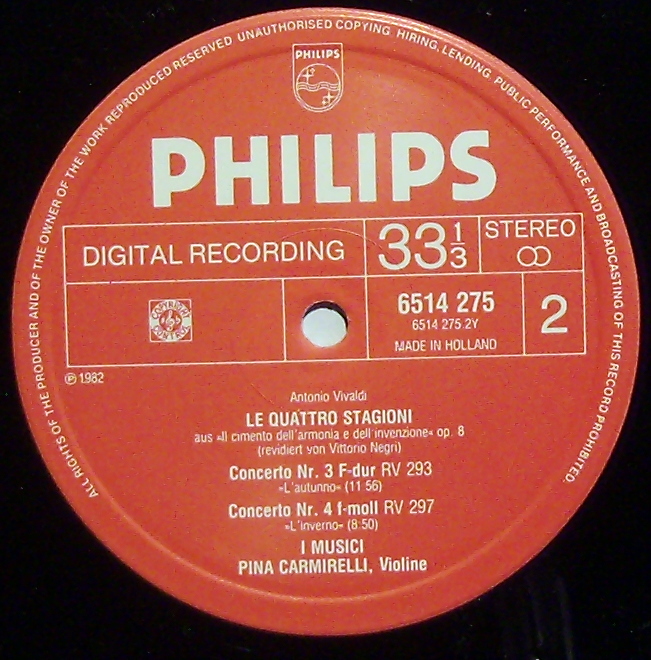 ALL RIGHTS OF THE PRODUCER AND OF THE OWNER OF THE WORK REPRODUCED RESERVED. UNAUTHORISED COPYING, HIRING, LENDING, PUBLIC PERFORMANCE AND BROADCASTING OF THIS RECORD PROHIBITED.
PHILIPS
PHILIPS
DIGITAL RECORDING
33 1/3
STEREO
6514 275
6514 275.2Y
MADE IN HOLLAND
2
℗ 1982
Antonio Vivaldi
LE QUATTRO STAGIONI
aus »Il cimento dell'armonia e dell'invenzione« op. 8
(revidiert von Vittorio Negri)
Concerto Nr. 3 F-dur RV 293
»L'autunno« (11:56)
Concerto Nr. 4 f-moll RV 297
»L'inverno« (8:50)
I MUSICI
PINA CARMIRELLI, Violine